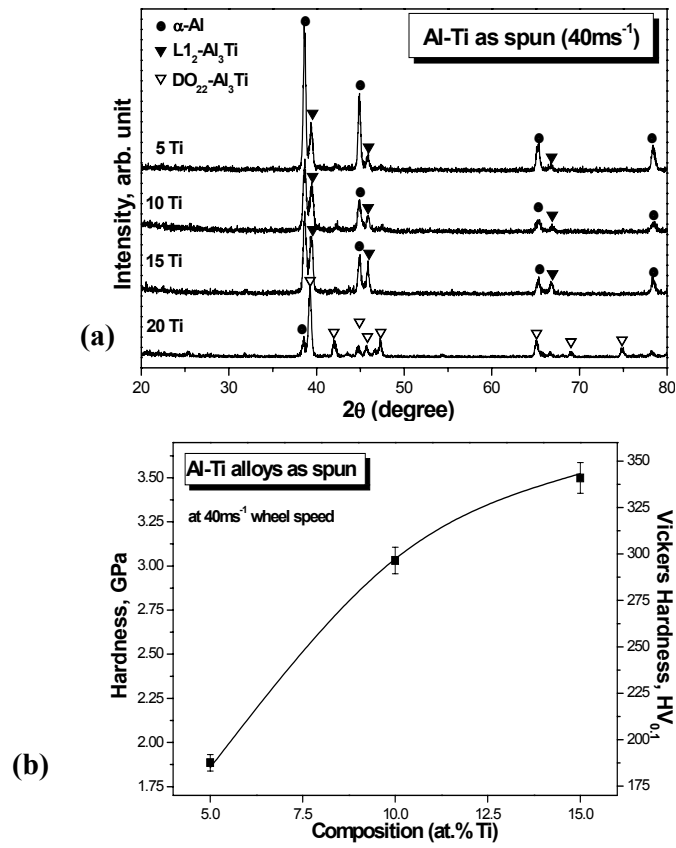 α-Al
L1₂-Al₃Ti
DO₂₂-Al₃Ti
Al-Ti as spun (40ms⁻¹)
5 Ti
10 Ti
15 Ti
20 Ti
Intensity, arb. unit
(a)
20 30 40 50 60 70 80
2θ (degree)
Al-Ti alloys as spun
at 40ms⁻¹ wheel speed
3.50
3.25
3.00
2.75
2.50
2.25
2.00
1.75
Hardness, GPa
350
325
300
275
250
225
200
175
Vickers Hardness, HV₀.₁
(b)
5.0 7.5 10.0 12.5 15.0
Composition (at.% Ti)